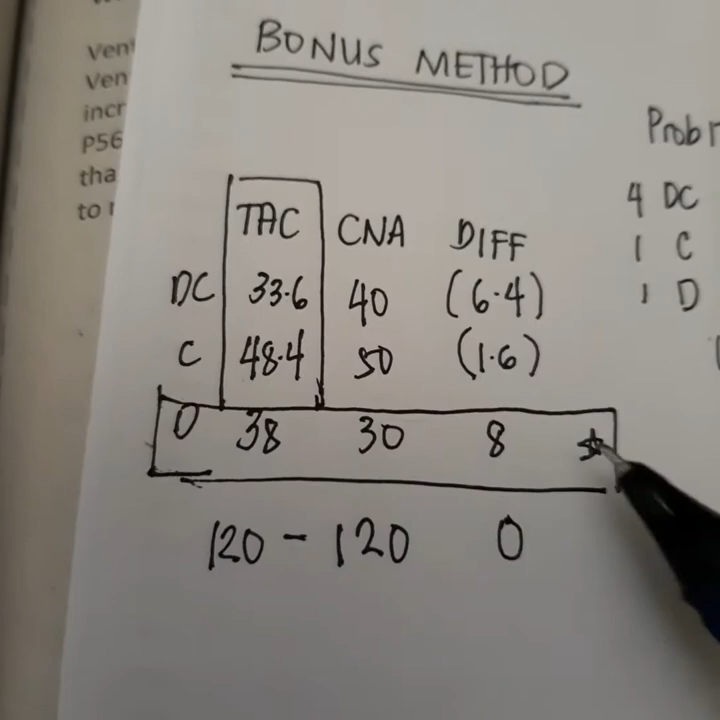 Ven
Ven
incr
P56
tha
to
BONUS METHOD
TAC CNA DIFF
DC 33.6 40 (6.4)
C 48.4 50 (1.6)
D 38 30 8
120 - 120 0
Prob
4 DC
1 C
1 D